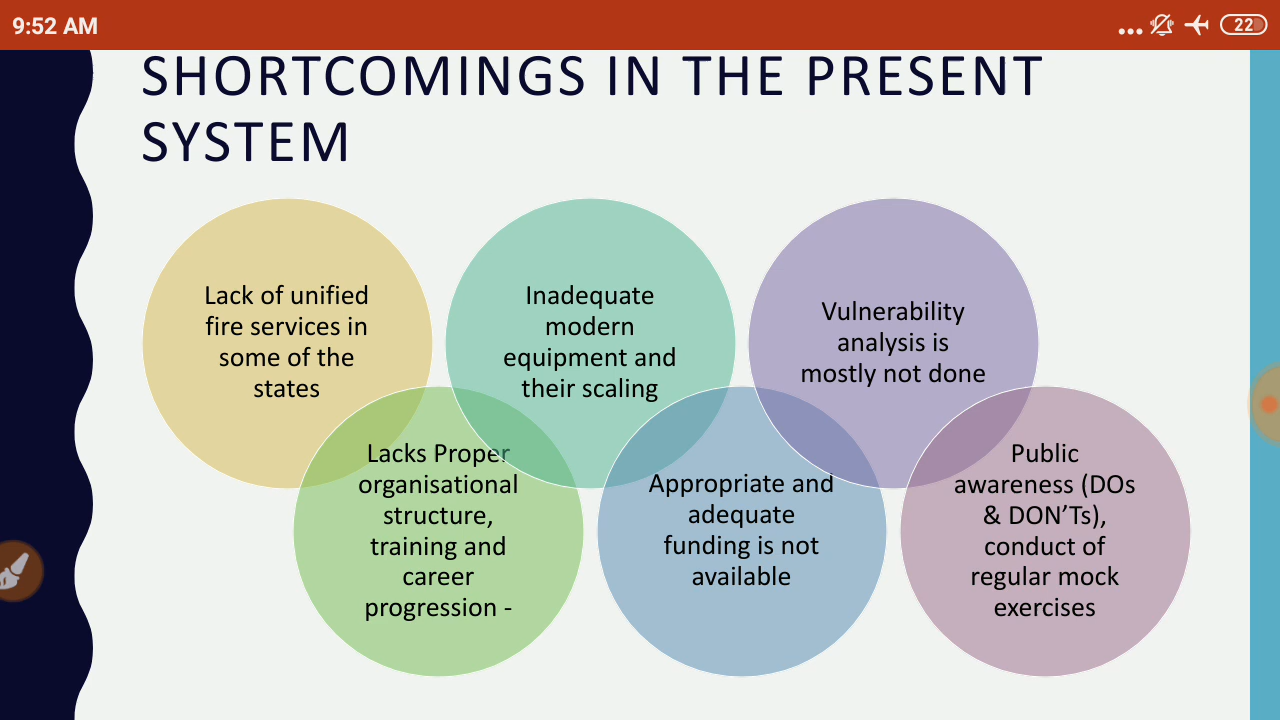 9:52 AM
22
SHORTCOMINGS IN THE PRESENT
SYSTEM
Lack of unified
fire services in
some of the
states
Lacks Proper
organisational
structure,
training and
career
progression -
Inadequate
modern
equipment and
their scaling
Appropriate and
adequate
funding is not
available
Vulnerability
analysis is
mostly not done
Public
awareness (DOs
& DON'Ts),
conduct of
regular mock
exercises